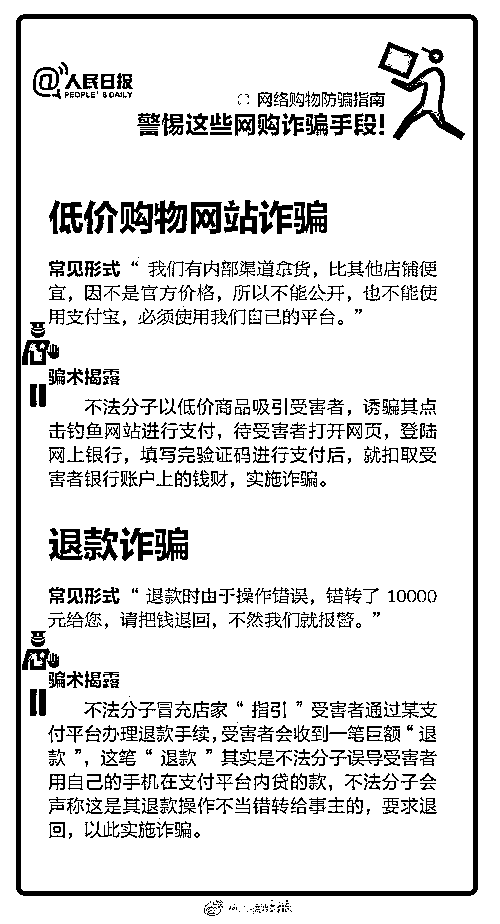 @人民日报
PEOPLE'S DAILY
网络购物防骗指南
警惕这些网购诈骗手段!
低价购物网站诈骗
常见形式“ 我们有内部渠道拿货，比其他店铺便
宜，因不是官方价格，所以不能公开，也不能使
用支付宝，必须使用我们自己的平台。”
骗术揭露
不法分子以低价商品吸引受害者，诱骗其点
击钓鱼网站进行支付，待受害者打开网页，登陆
网上银行，填写完验证码进行支付后，就扣取受
害者银行账户上的钱财，实施诈骗。
退款诈骗
常见形式“ 退款时由于操作错误，错转了 10000
元给您，请把钱退回，不然我们就报警。”
骗术揭露
不法分子冒充店家“ 指引 ”受害者通过某支
付平台办理退款手续，受害者会收到一笔巨额“ 退
款 ”，这笔“ 退款 ”其实是不法分子误导受害者
用自己的手机在支付平台内贷的款，不法分子会
声称这是其退款操作不当错转给事主的，要求退
回，以此实施诈骗。